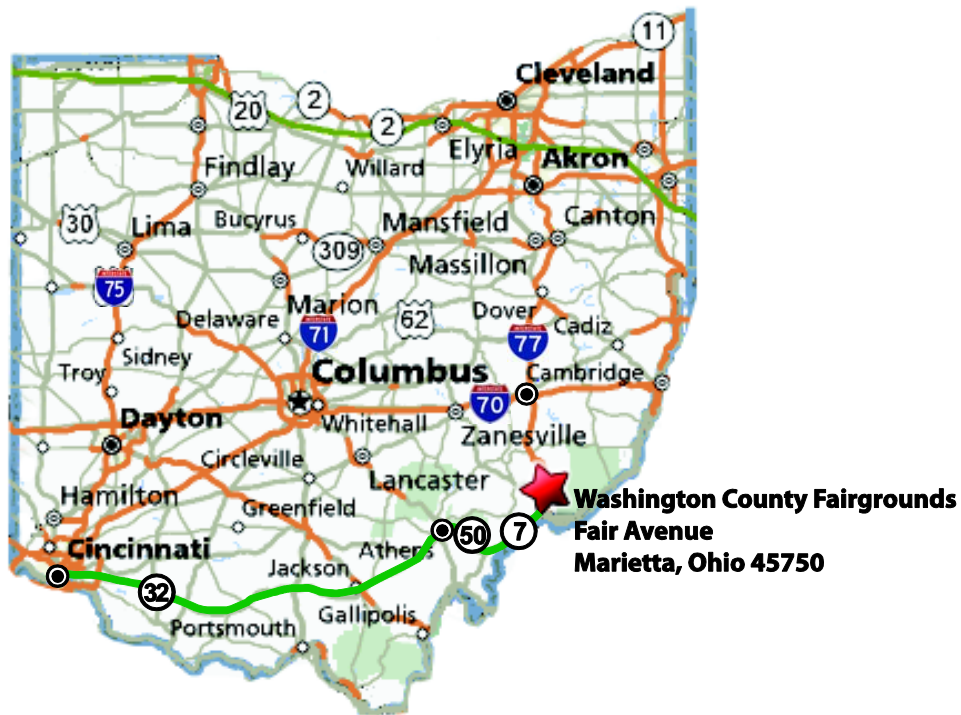 11
Cleveland
20
2
2
Elyria
Akron
Findlay
Willard
30
Lima
Bucyrus
Mansfield
Canton
309
Massillon
75
Marion
Delaware
71
62
Dover
77
Cadiz
Sidney
Troy
Columbus
Cambridge
70
Dayton
Whitehall
Zanesville
Circleville
Lancaster
Hamilton
Greenfield
Washington County Fairgrounds
Fair Avenue
Marietta, Ohio 45750
50
7
Athens
Cincinnati
Jackson
32
Portsmouth
Gallipolis